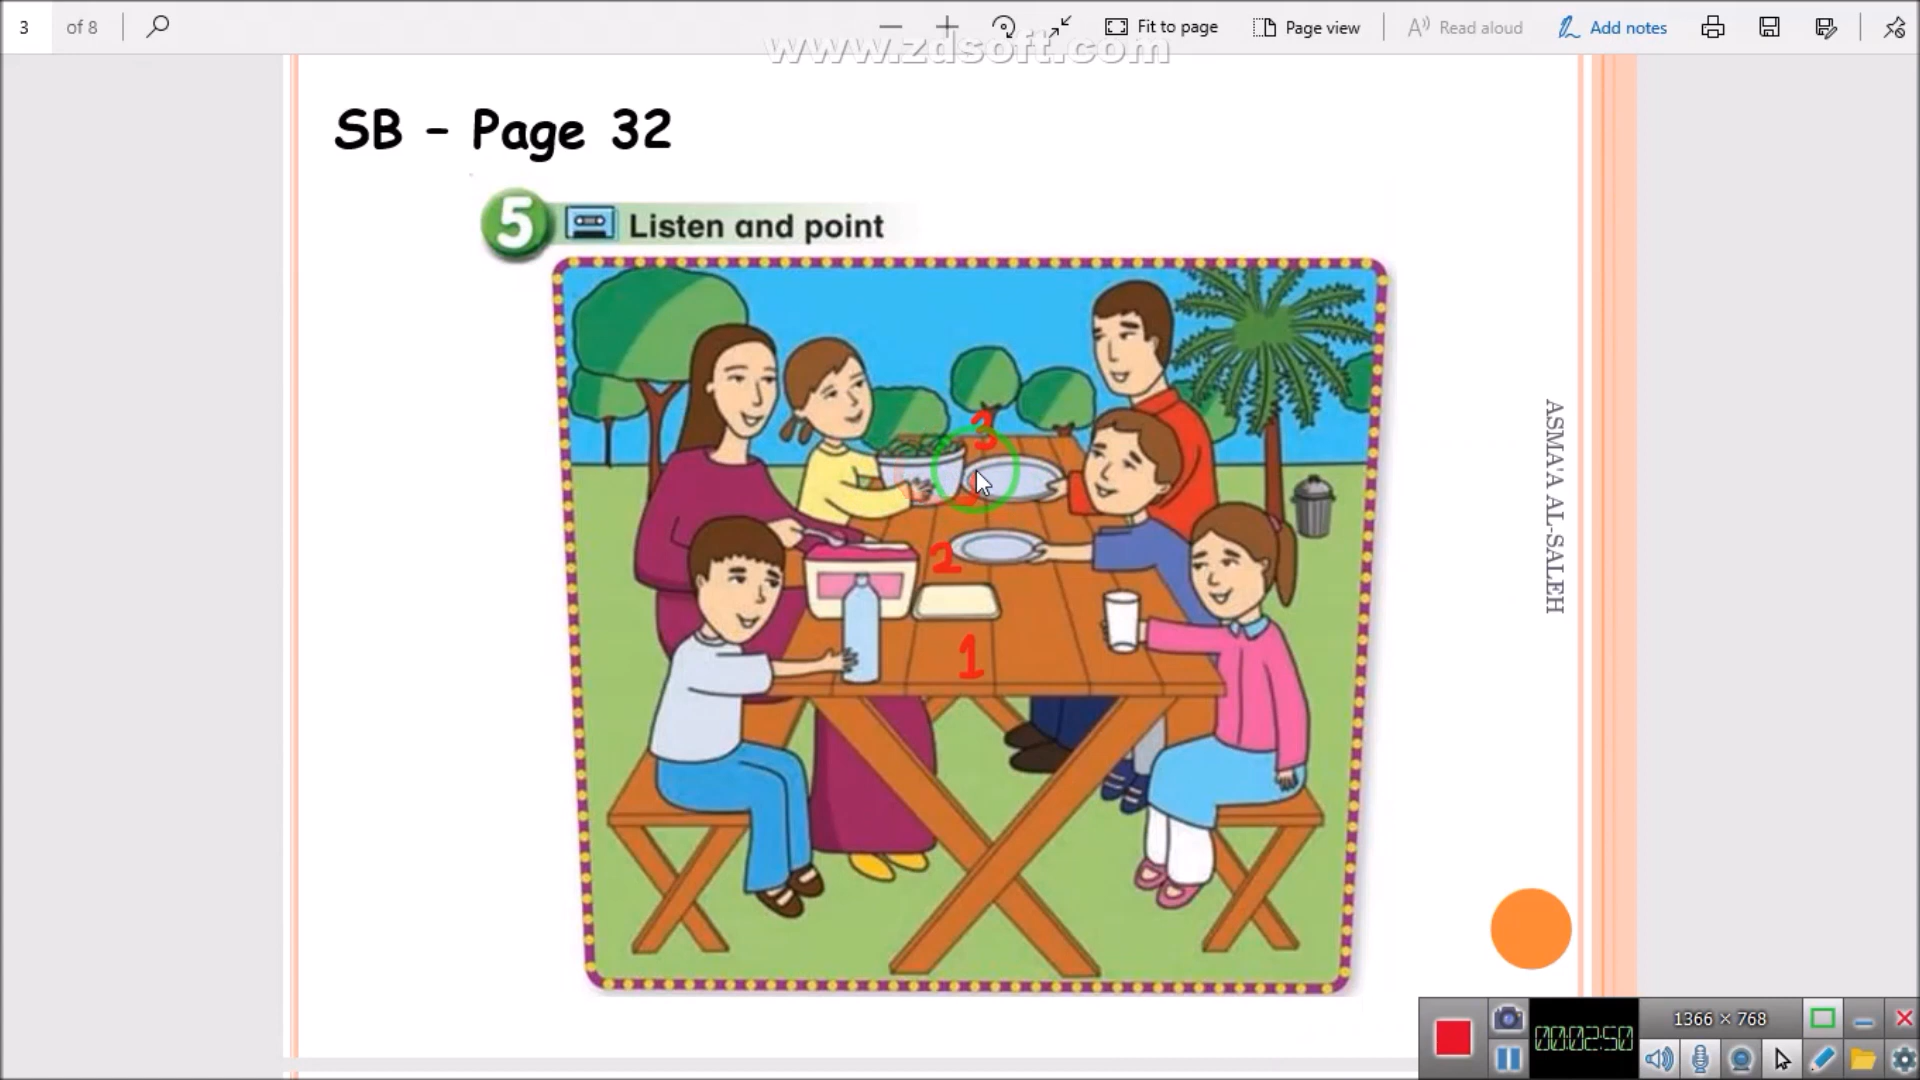 3 of 8
Fit to page
Page view
Read aloud
Add notes
www.zdsoft.com
SB - Page 32
5 Listen and point
3
2
1
ASMA'A AL-SALEH
1366 × 768
00:02:50